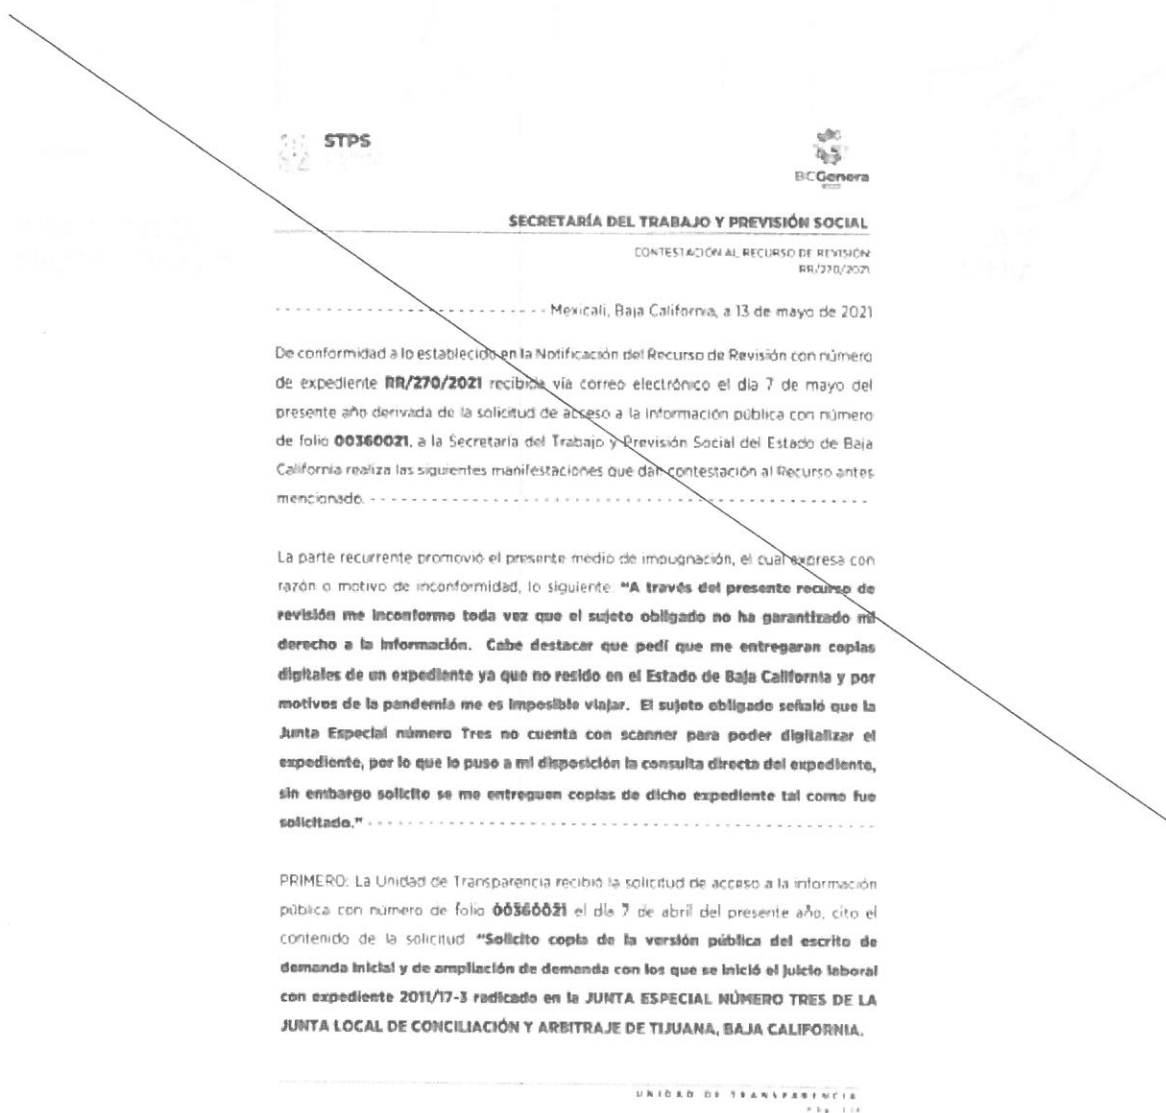 STPS
BCGenera
SECRETARÍA DEL TRABAJO Y PREVISIÓN SOCIAL
CONTESTACIÓN AL RECURSO DE REVISIÓN
RR/270/2021
Mexicali, Baja California, a 13 de mayo de 2021
De conformidad a lo establecido en la Notificación del Recurso de Revisión con número
de expediente RR/270/2021 recibida vía correo electrónico el día 7 de mayo del
presente año derivada de la solicitud de acceso a la información pública con número
de folio 00360021, a la Secretaría del Trabajo y Previsión Social del Estado de Baja
California realiza las siguientes manifestaciones que dan contestación al Recurso antes
mencionado.
La parte recurrente promovió el presente medio de impugnación, el cual expresa con
razón o motivo de inconformidad, lo siguiente: "A través del presente recurso de
revisión me inconformo toda vez que el sujeto obligado no ha garantizado mi
derecho a la información. Cabe destacar que pedí que me entregaran copias
digitales de un expediente ya que no resido en el Estado de Baja California y por
motivos de la pandemia me es imposible viajar. El sujeto obligado señaló que la
Junta Especial número Tres no cuenta con scanner para poder digitalizar el
expediente, por lo que lo puso a mi disposición la consulta directa del expediente,
sin embargo solicito se me entreguen copias de dicho expediente tal como fue
solicitado."
PRIMERO: La Unidad de Transparencia recibió la solicitud de acceso a la información
pública con número de folio 00360021 el día 7 de abril del presente año, cito el
contenido de la solicitud "Solicito copia de la versión pública del escrito de
demanda inicial y de ampliación de demanda con los que se inició el juicio laboral
con expediente 2011/17-3 radicado en la JUNTA ESPECIAL NÚMERO TRES DE LA
JUNTA LOCAL DE CONCILIACIÓN Y ARBITRAJE DE TIJUANA, BAJA CALIFORNIA.
UNIDAD DE TRANSPARENCIA